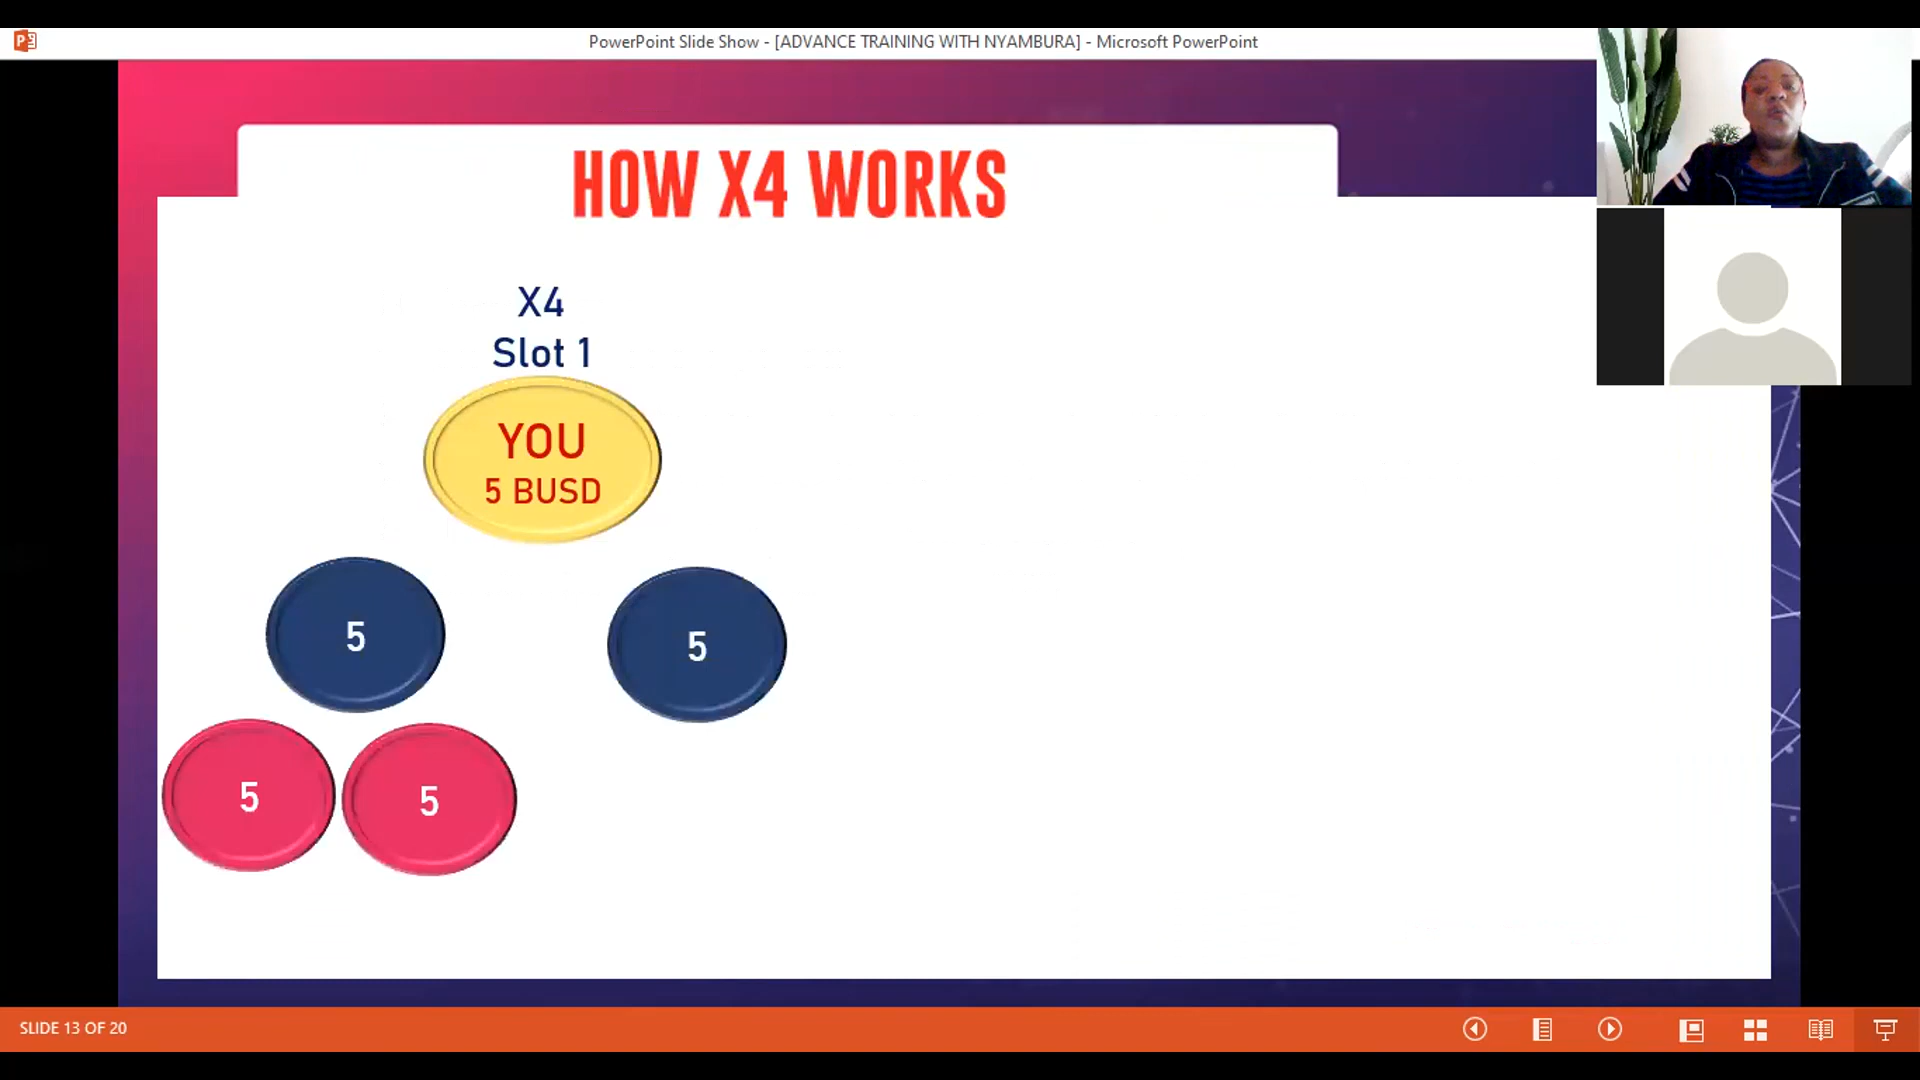 PowerPoint Slide Show - [ADVANCE TRAINING WITH NYAMBURA] - Microsoft PowerPoint
HOW X4 WORKS
X4
Slot 1
YOU
5 BUSD
5
5
5
5
SLIDE 13 OF 20